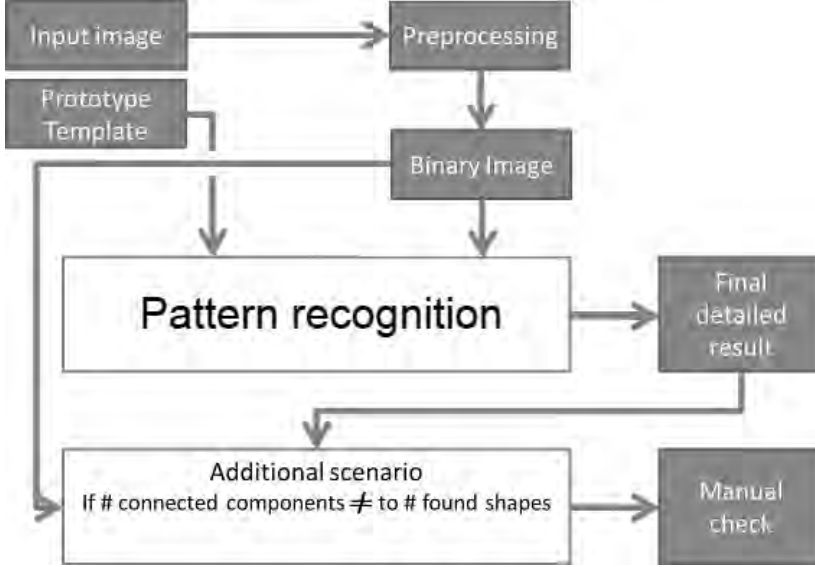 Input image
Preprocessing
Prototype
Template
Binary Image
Pattern recognition
Final
detailed
result
Additional scenario
If # connected components ≠ to # found shapes
Manual
check